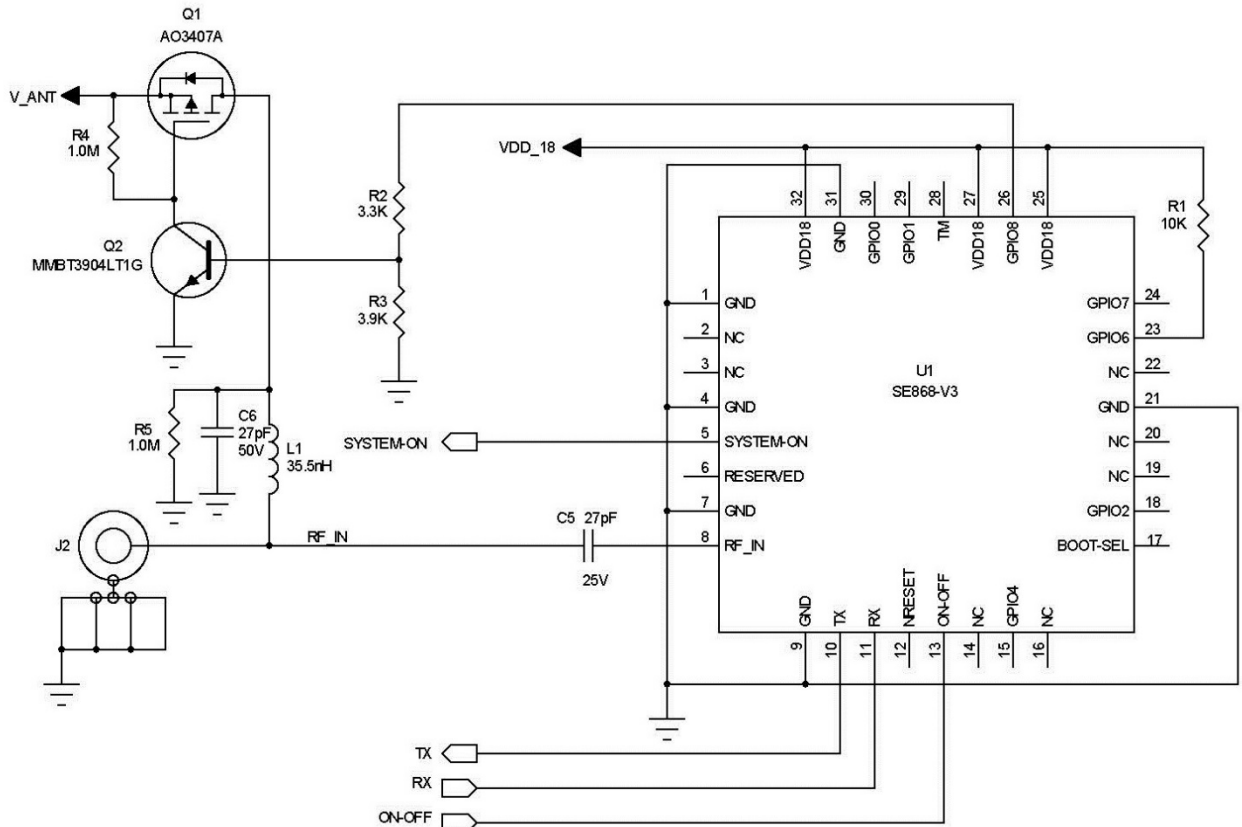 Q1
AO3407A
V_ANT
R4
1.0M
VDD_18
R2
3.3K
R1
10K
Q2
MMBT3904LT1G
R3
3.9K
32
31
30
29
28
27
26
25
VDD18
GND
GPIO0
GPIO1
TM
VDD18
GPIO8
VDD18
1 GND
2 NC
3 NC
4 GND
5 SYSTEM-ON
6 RESERVED
7 GND
8 RF_IN
U1
SE868-V3
GPIO7 24
GPIO6 23
NC 22
GND 21
NC 20
NC 19
GPIO2 18
BOOT-SEL 17
R5
1.0M
C6
27pF
50V
L1
35.5nH
SYSTEM-ON
J2
RF_IN
C5 27pF
25V
GND
TX
RX
NRESET
ON-OFF
NC
GPIO4
NC
9
10
11
12
13
14
15
16
TX
RX
ON-OFF